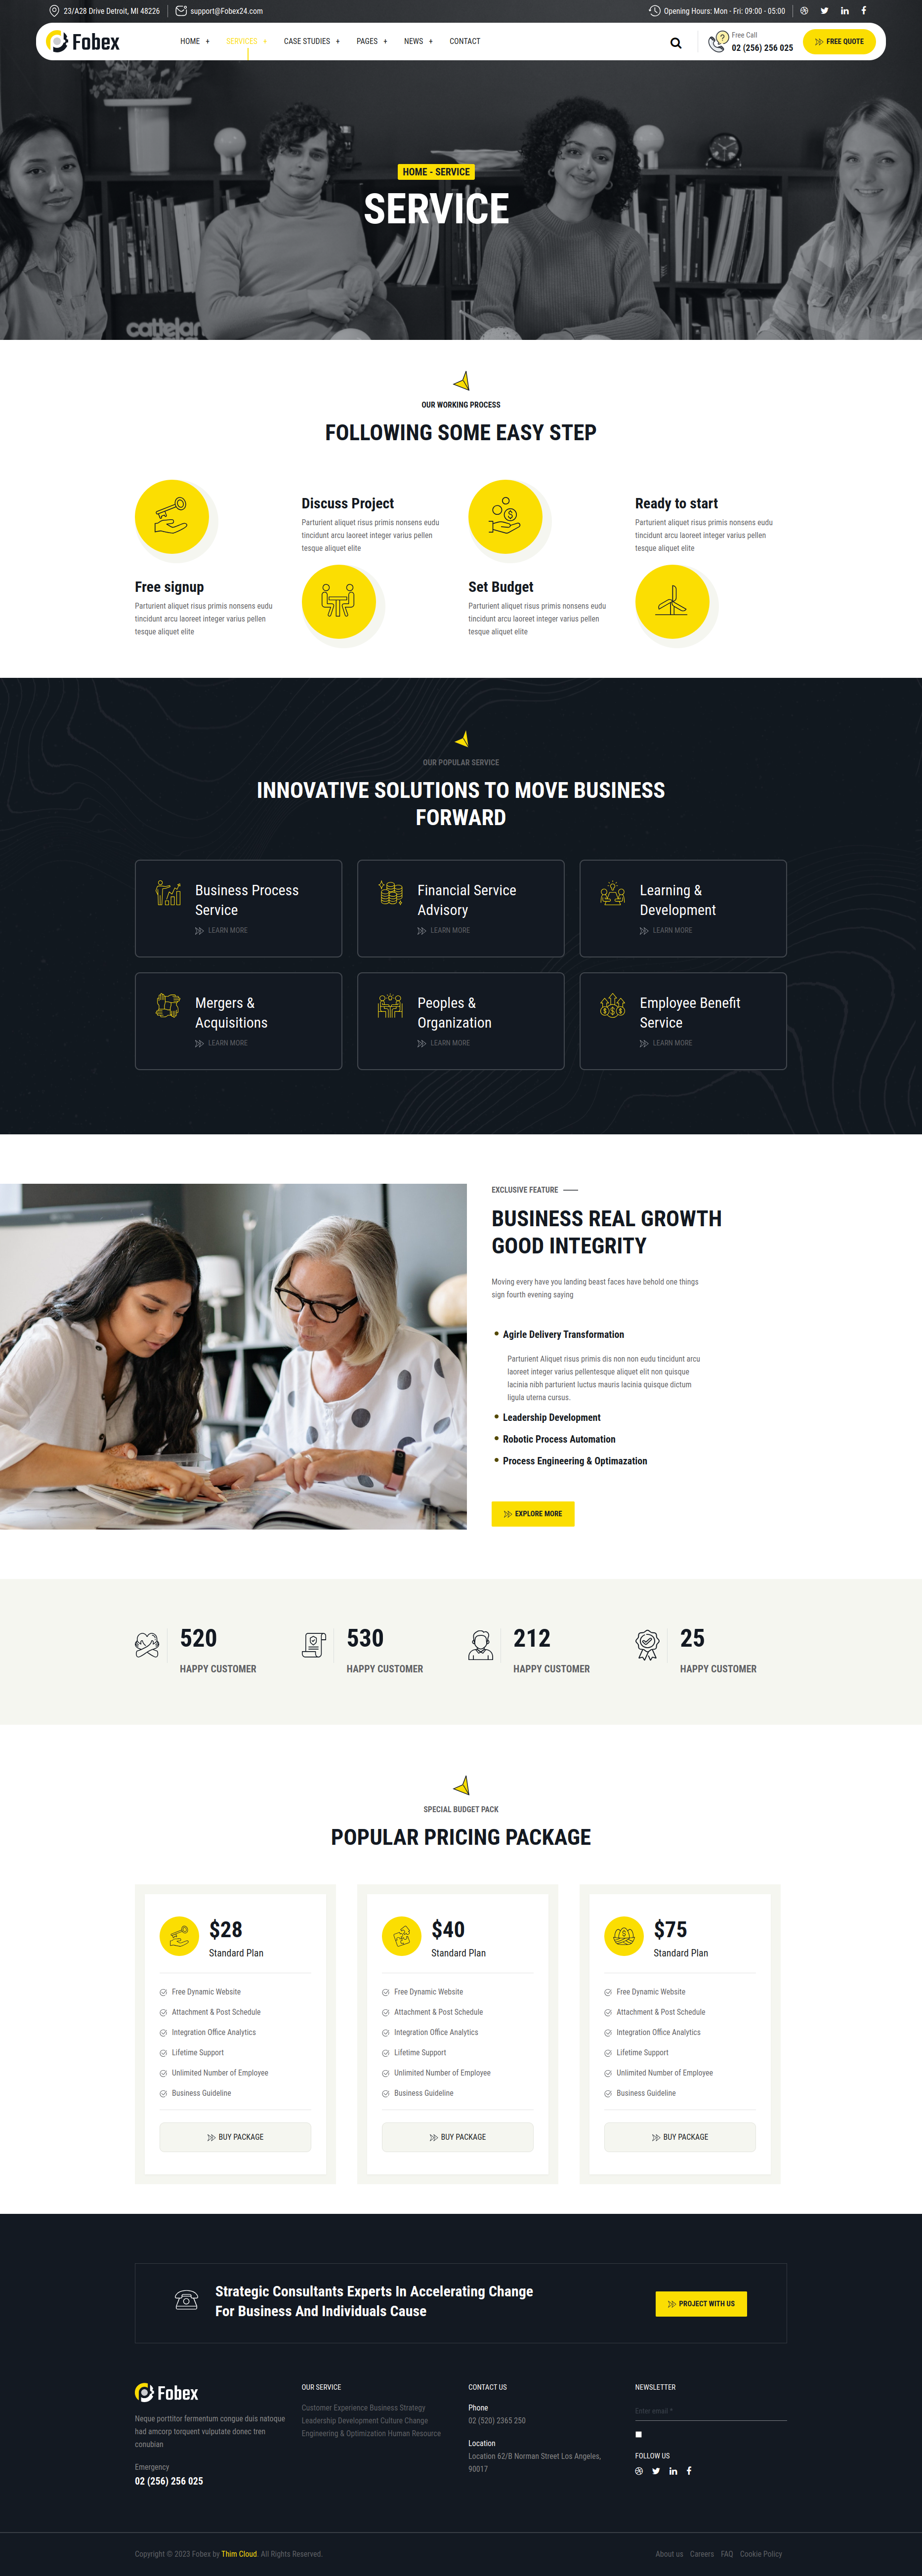 23/A28 Drive Detroit, MI 48226
support@Fobex24.com
Opening Hours: Mon - Fri: 09:00 - 05:00
Fobex
HOME +
SERVICES +
CASE STUDIES +
PAGES +
NEWS +
CONTACT
Free Call
02 (256) 256 025
FREE QUOTE
HOME - SERVICE
SERVICE
cattelan
OUR WORKING PROCESS
FOLLOWING SOME EASY STEP
Free signup
Parturient aliquet risus primis nonsens eudu
tincidunt arcu laoreet integer varius pellen
tesque aliquet elite
Discuss Project
Parturient aliquet risus primis nonsens eudu
tincidunt arcu laoreet integer varius pellen
tesque aliquet elite
Set Budget
Parturient aliquet risus primis nonsens eudu
tincidunt arcu laoreet integer varius pellen
tesque aliquet elite
Ready to start
Parturient aliquet risus primis nonsens eudu
tincidunt arcu laoreet integer varius pellen
tesque aliquet elite
OUR POPULAR SERVICE
INNOVATIVE SOLUTIONS TO MOVE BUSINESS
FORWARD
Business Process
Service
LEARN MORE
Financial Service
Advisory
LEARN MORE
Learning &
Development
LEARN MORE
Mergers &
Acquisitions
LEARN MORE
Peoples &
Organization
LEARN MORE
Employee Benefit
Service
LEARN MORE
EXCLUSIVE FEATURE
BUSINESS REAL GROWTH
GOOD INTEGRITY
Moving every have you landing beast faces have behold one things
sign fourth evening saying
Agirle Delivery Transformation
Parturient Aliquet risus primis dis non non eudu tincidunt arcu
laoreet integer varius pellentesque aliquet elit non quisque
lacinia nibh parturient luctus mauris lacinia quisque dictum
ligula uterna cursus.
Leadership Development
Robotic Process Automation
Process Engineering & Optimazation
EXPLORE MORE
520
HAPPY CUSTOMER
530
HAPPY CUSTOMER
212
HAPPY CUSTOMER
25
HAPPY CUSTOMER
SPECIAL BUDGET PACK
POPULAR PRICING PACKAGE
$28
Standard Plan
Free Dynamic Website
Attachment & Post Schedule
Integration Office Analytics
Lifetime Support
Unlimited Number of Employee
Business Guideline
BUY PACKAGE
$40
Standard Plan
Free Dynamic Website
Attachment & Post Schedule
Integration Office Analytics
Lifetime Support
Unlimited Number of Employee
Business Guideline
BUY PACKAGE
$75
Standard Plan
Free Dynamic Website
Attachment & Post Schedule
Integration Office Analytics
Lifetime Support
Unlimited Number of Employee
Business Guideline
BUY PACKAGE
Strategic Consultants Experts In Accelerating Change
For Business And Individuals Cause
PROJECT WITH US
Fobex
Neque porttitor fermentum congue duis natoque
had amcorp torquent vulputate donec tren
conubian
Emergency
02 (256) 256 025
OUR SERVICE
Customer Experience Business Strategy
Leadership Development Culture Change
Engineering & Optimization Human Resource
CONTACT US
Phone
02 (520) 2365 250
Location
Location 62/B Norman Street Los Angeles,
90017
NEWSLETTER
Enter email *
FOLLOW US
Copyright © 2023 Fobex by Thim Cloud. All Rights Reserved.
About us
Careers
FAQ
Cookie Policy